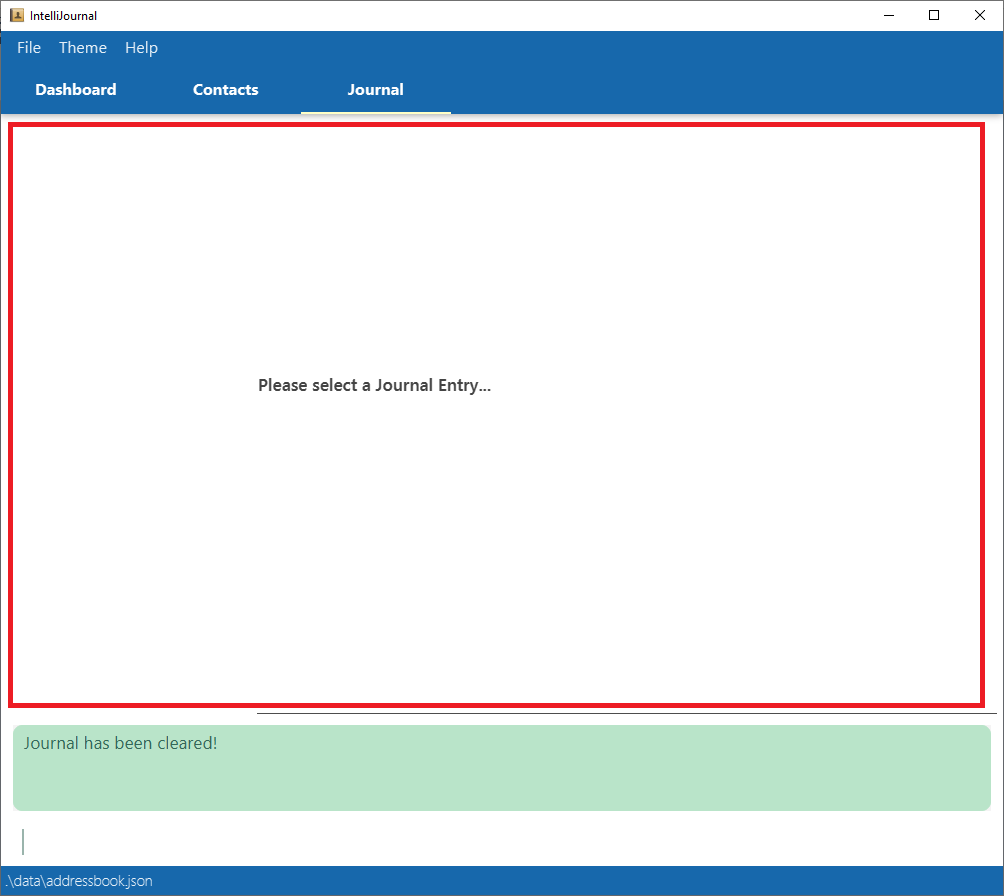 IntelliJournal
File Theme Help
Dashboard Contacts Journal
Please select a Journal Entry...
Journal has been cleared!
.\data\addressbook.json